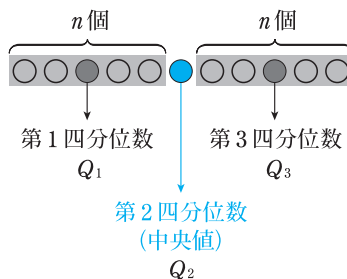 n個 n個
第1四分位数 第3四分位数
Q₁ Q₃
第2四分位数
(中央値)
Q₂